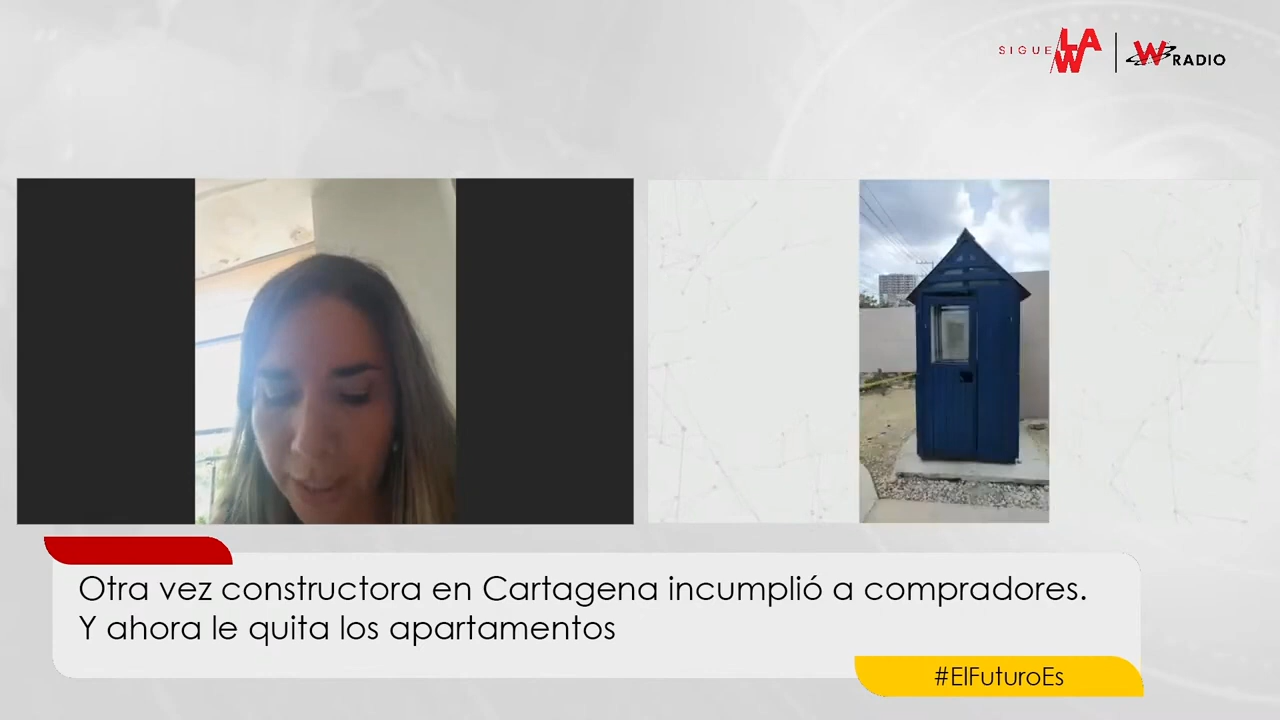 SIGUE LA W
W RADIO
Otra vez constructora en Cartagena incumplió a compradores.
Y ahora le quita los apartamentos
#ElFuturoEs